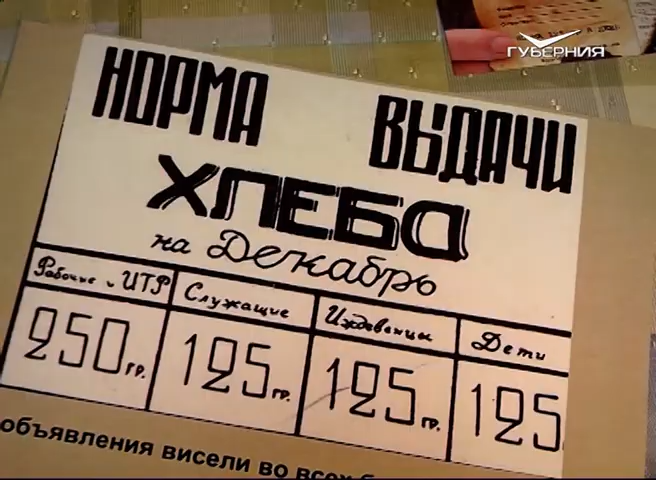 ГУБЕРНИЯ
НОРМА ВЫДАЧИ
ХЛЕБА
на Декабрь
Рабочие и ИТР Служащие Иждевенцы Дети
250 гр. 125 гр. 125 гр. 125
объявления висели во всех